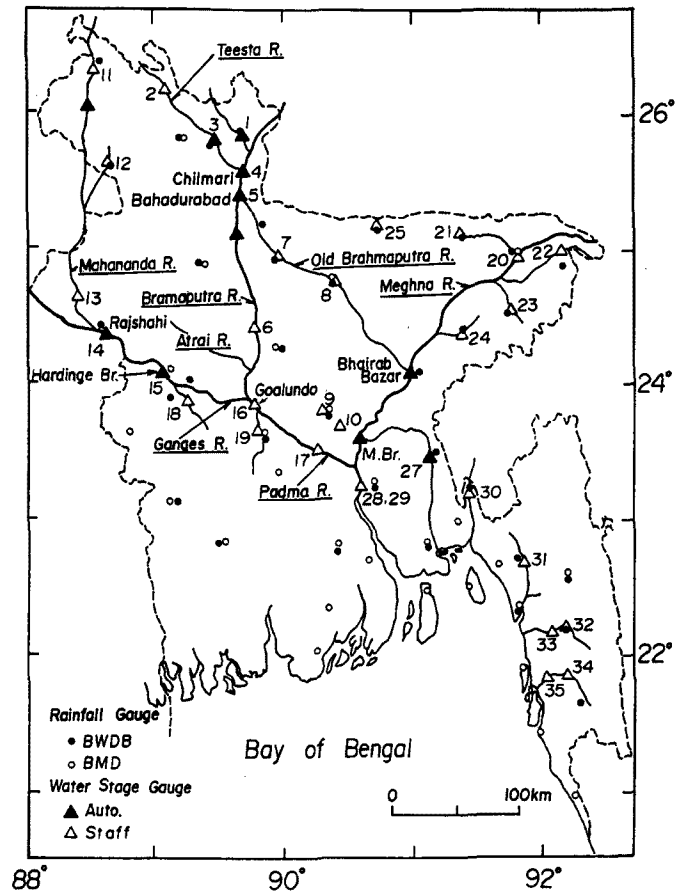 Teesta R.
11
2
26°
3
1
12
4
Chilmari
5
Bahadurabad
25
21
7
20
22
Old Brahmaputra R.
Mahananda R.
Meghna R.
8
Bramaputra R.
13
23
6
24
Rajshahi
14
Atrai R.
Bhairab
Bazar
24°
Hardinge Br.
15
Goalundo
9
18
16
10
19
M.Br.
Ganges R.
17
27
Padma R.
28,29
30
31
32
33
22°
34
35
Rainfall Gauge
BWDB
BMD
Bay of Bengal
Water Stage Gauge
Auto.
Staff
0
100km
88°
90°
92°